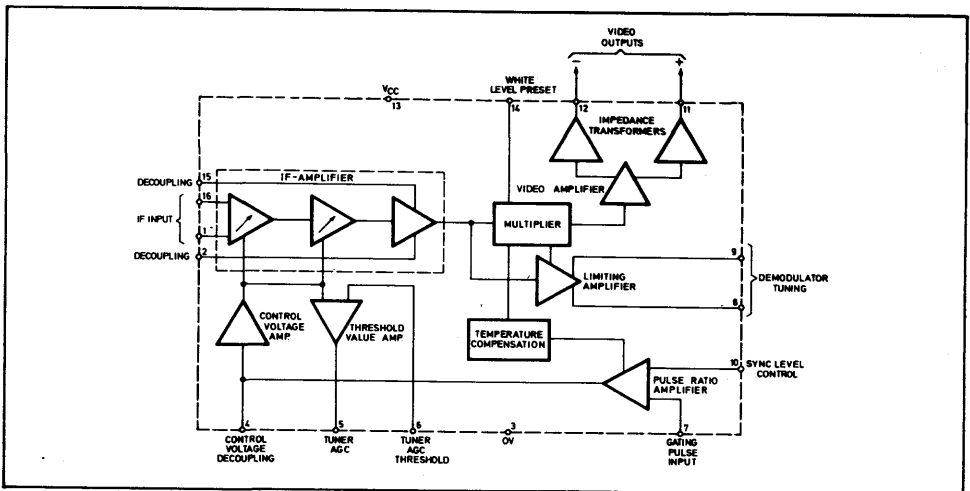 VIDEO
OUTPUTS
−
+
WHITE
LEVEL PRESET
VCC
13
14
12
11
IMPEDANCE
TRANSFORMERS
DECOUPLING
15
IF-AMPLIFIER
VIDEO AMPLIFIER
16
IF INPUT
MULTIPLIER
1
DECOUPLING
2
9
LIMITING
AMPLIFIER
DEMODULATOR
TUNING
8
CONTROL
VOLTAGE
AMP.
THRESHOLD
VALUE AMP.
TEMPERATURE
COMPENSATION
10
SYNC LEVEL
CONTROL
PULSE RATIO
AMPLIFIER
4
5
6
3
7
CONTROL
VOLTAGE
DECOUPLING
TUNER
AGC
TUNER
AGC
THRESHOLD
OV
GATING
PULSE
INPUT